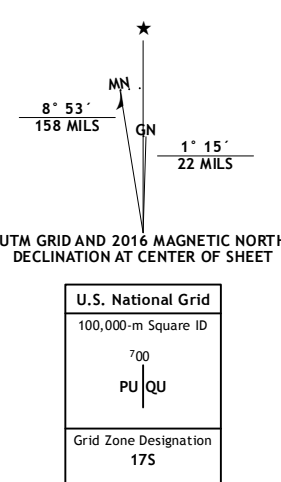 ★
MN
8° 53´
158 MILS
GN
1° 15´
22 MILS
UTM GRID AND 2016 MAGNETIC NORTH
DECLINATION AT CENTER OF SHEET
U.S. National Grid
100,000-m Square ID
⁷00
PU QU
Grid Zone Designation
17S